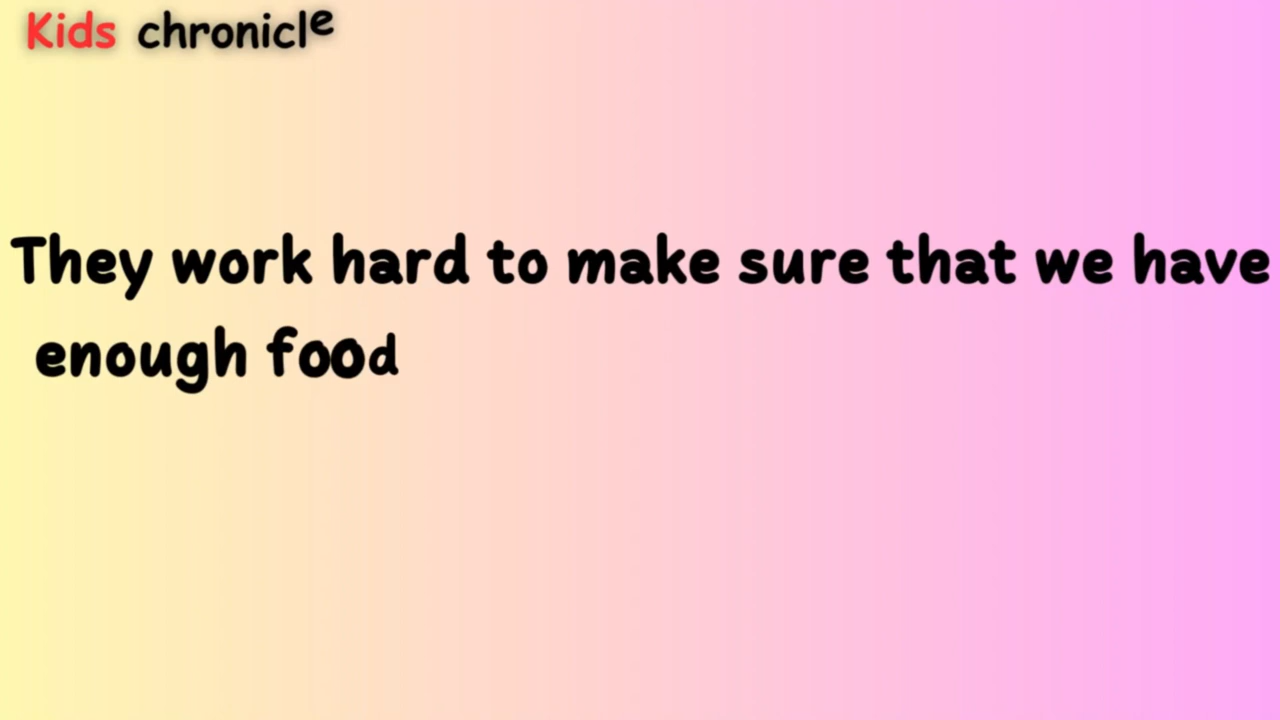 Kids chronicle
They work hard to make sure that we have
enough food